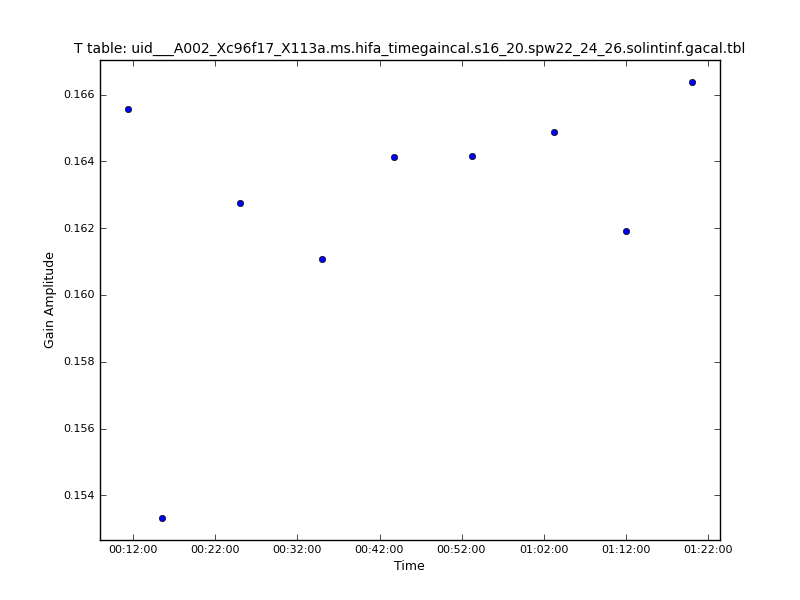 T table: uid___A002_Xc96f17_X113a.ms.hifa_timegaincal.s16_20.spw22_24_26.solintinf.gacal.tbl
0.166
0.164
0.162
0.160
0.158
0.156
0.154
Gain Amplitude
00:12:00 00:22:00 00:32:00 00:42:00 00:52:00 01:02:00 01:12:00 01:22:00
Time